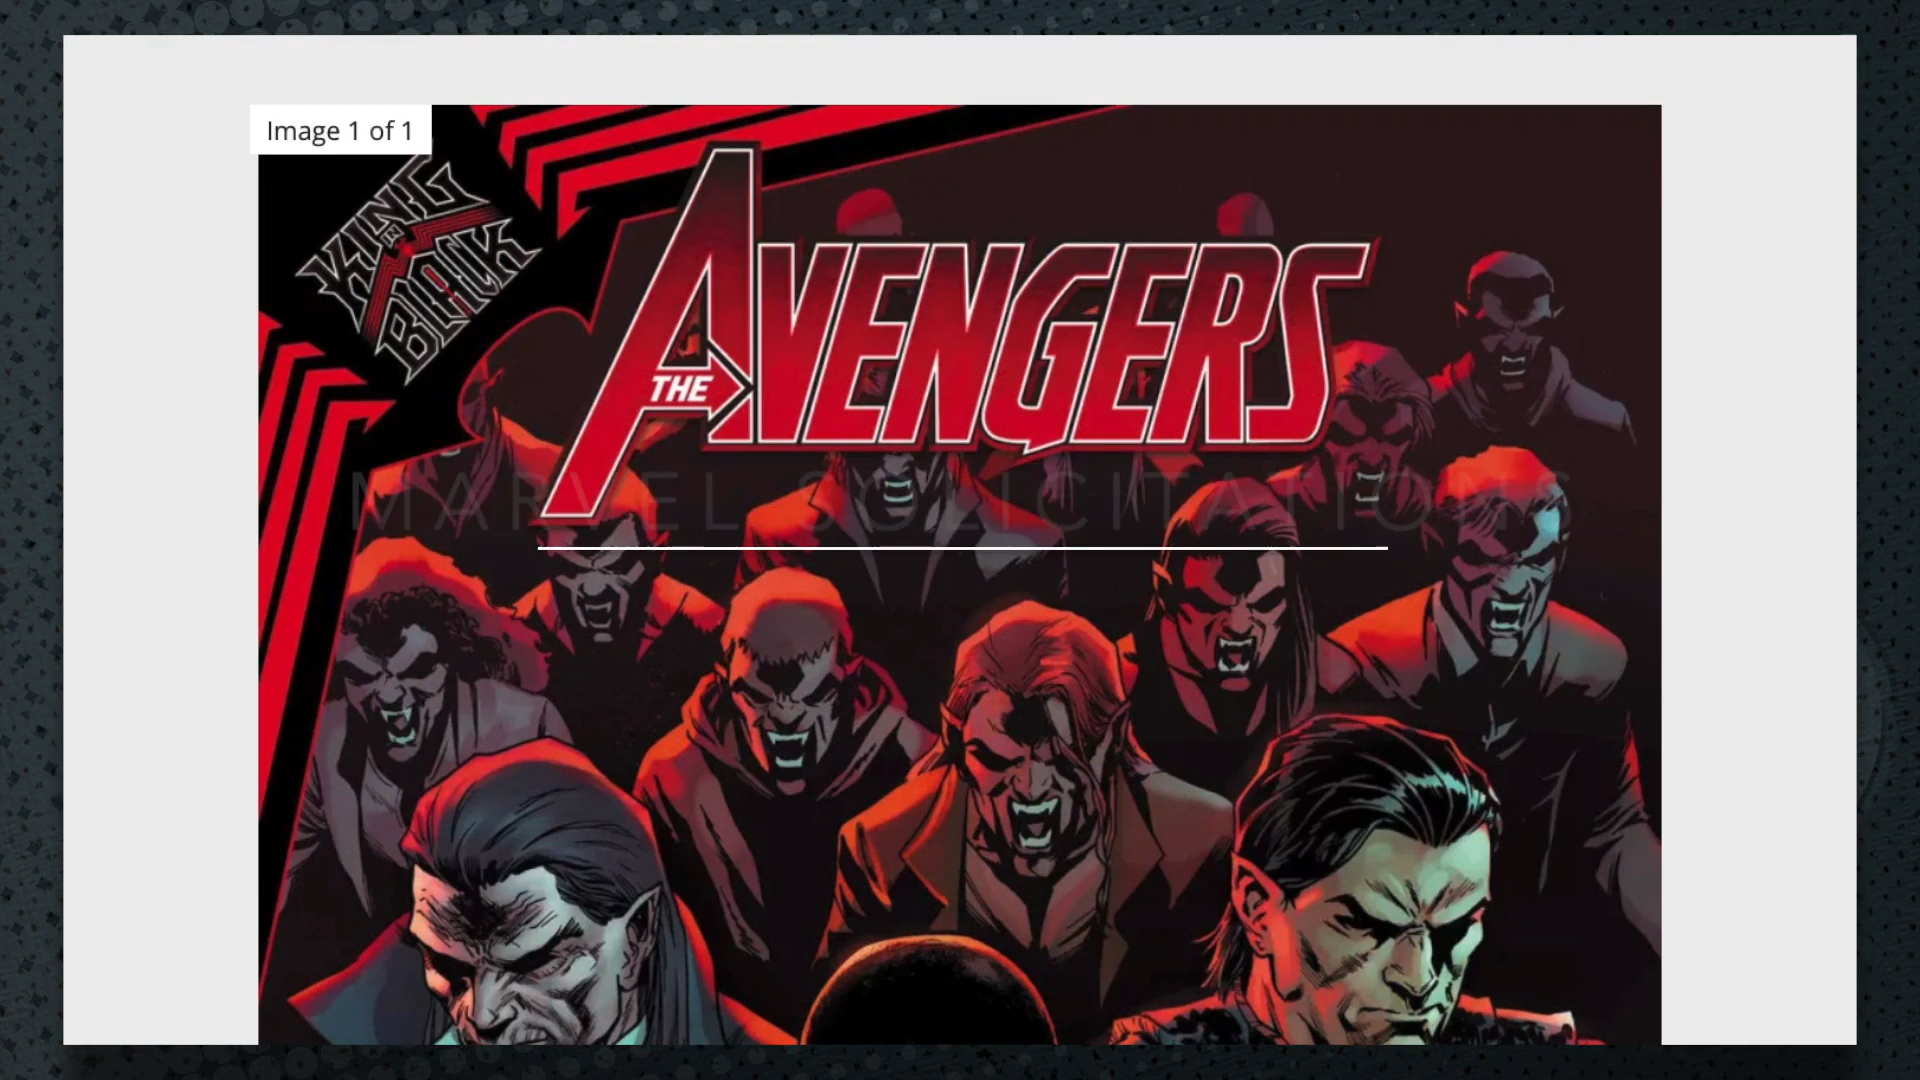 Image 1 of 1
KING
IN
BLACK
THE AVENGERS
MARVEL SOLICITATIONS